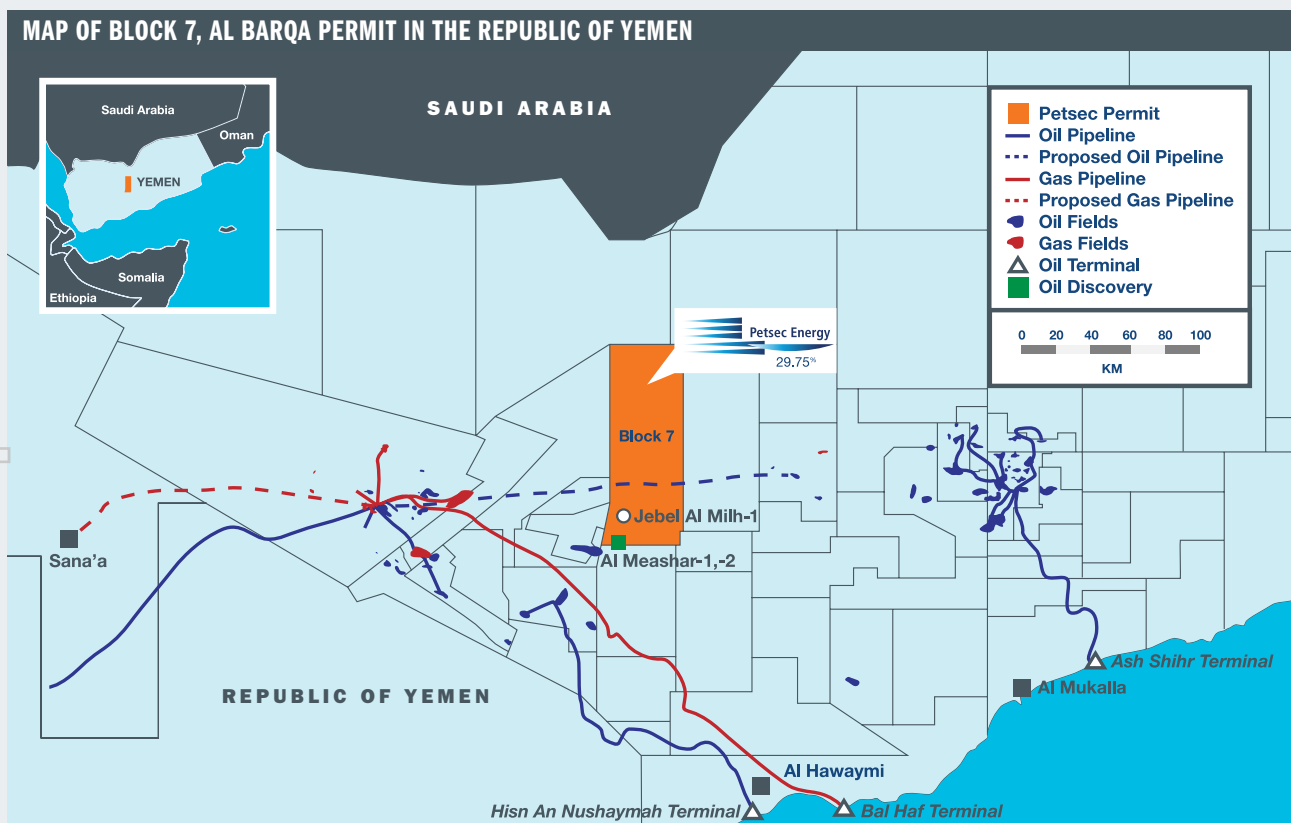 MAP OF BLOCK 7, AL BARQA PERMIT IN THE REPUBLIC OF YEMEN
Saudi Arabia
Oman
YEMEN
Somalia
Ethiopia
SAUDI ARABIA
Petsec Permit
Oil Pipeline
Proposed Oil Pipeline
Gas Pipeline
Proposed Gas Pipeline
Oil Fields
Gas Fields
Oil Terminal
Oil Discovery
0 20 40 60 80 100
KM
Petsec Energy
29.75%
Block 7
Jebel Al Milh-1
Al Meashar-1,-2
Sana'a
REPUBLIC OF YEMEN
Ash Shihr Terminal
Al Mukalla
Al Hawaymi
Hisn An Nushaymah Terminal
Bal Haf Terminal